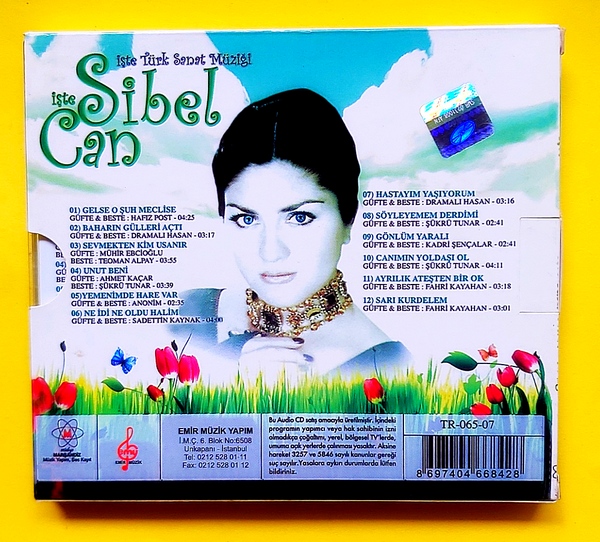 işte Türk Sanat Müziği
işte Sibel
Can
01) GELSE O ŞUH MECLİSE
GÜFTE & BESTE : HAFIZ POST - 04:25
02) BAHARIN GÜLLERİ AÇTI
GÜFTE & BESTE : DRAMALI HASAN - 03:17
03) SEVMEKTEN KİM USANIR
GÜFTE : MÜHİR EBCİOĞLU
BESTE : TEOMAN ALPAY - 03:55
04) UNUT BENİ
GÜFTE : AHMET KAÇAR
BESTE : ŞÜKRÜ TUNAR - 03:39
05) YEMENİMDE HARE VAR
GÜFTE & BESTE : ANONİM - 02:35
06) NE İDİ NE OLDU HALİM
GÜFTE & BESTE : SADETTİN KAYNAK - 04:00
07) HASTAYIM YAŞIYORUM
GÜFTE & BESTE : DRAMALI HASAN - 03:16
08) SÖYLEYEMEM DERDİMİ
GÜFTE & BESTE : ŞÜKRÜ TUNAR - 02:41
09) GÖNLÜM YARALI
GÜFTE & BESTE : KADRİ ŞENÇALAR - 02:41
10) CANIMIN YOLDAŞI OL
GÜFTE & BESTE : ŞÜKRÜ TUNAR - 04:11
11) AYRILIK ATEŞTEN BİR OK
GÜFTE & BESTE : FAHRİ KAYAHAN - 03:18
12) SARI KURDELEM
GÜFTE & BESTE : FAHRİ KAYAHAN - 03:01
EMİR MÜZİK
EMİR MÜZİK YAPIM
İ.M.Ç. 6. Blok No:6508
Unkapanı - İstanbul
Tel: 0212 528 01 11
Fax: 0212 528 01 12
Bu Audio CD satış amacıyla üretilmiştir. İçindeki
programın yapımcı veya hak sahibinin izni
olmadıkça çoğaltımı, yerel, bölgesel TV'lerde,
umuma açık yerlerde çalınması yasaktır. Aksine
hareket 3257 ve 5846 sayılı kanunlar gereği
suç sayılır.Yasalara aykırı durumlarda lütfen
bildiriniz.
TR-065-07
8 697404 668428